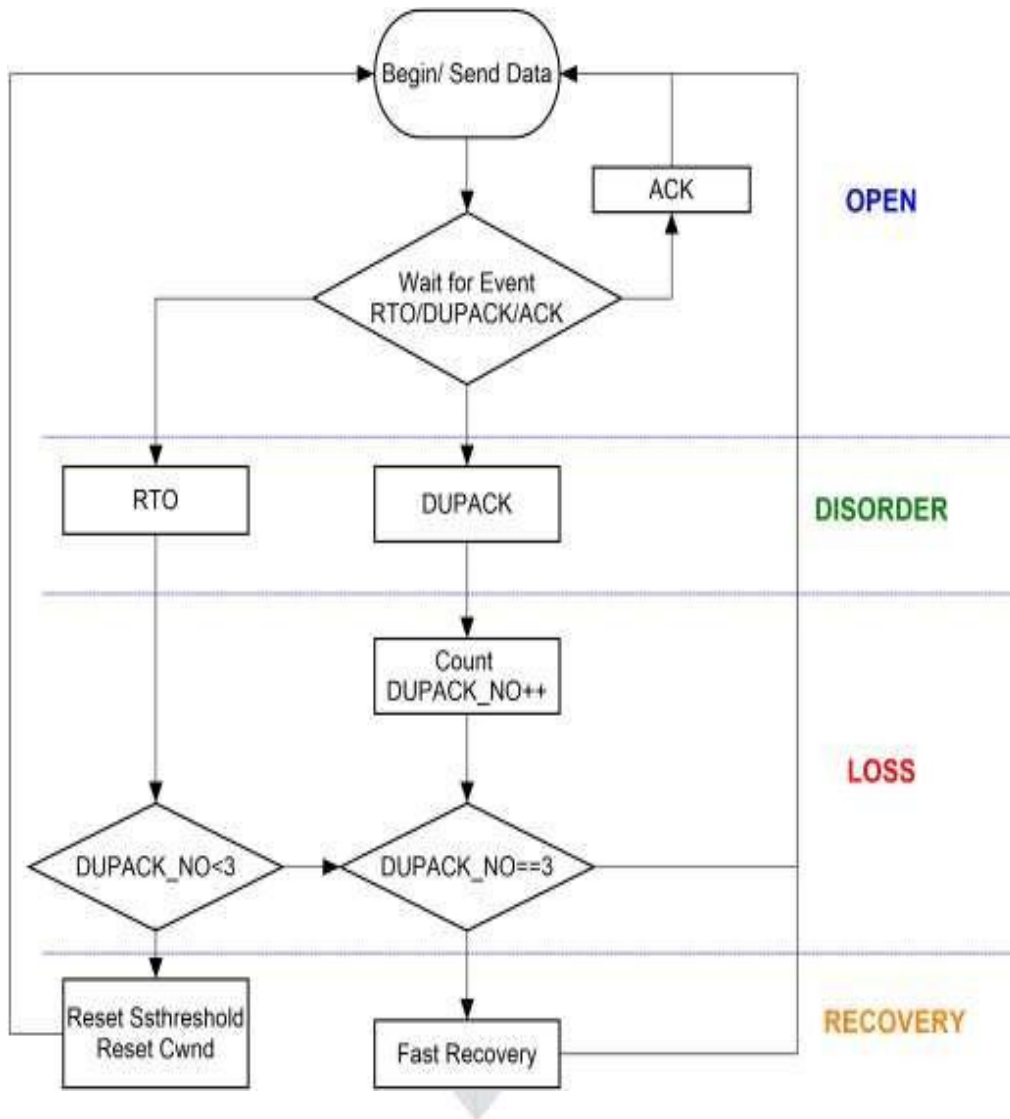 Begin/ Send Data
ACK
OPEN
Wait for Event
RTO/DUPACK/ACK
RTO
DUPACK
DISORDER
Count
DUPACK_NO++
LOSS
DUPACK_NO<3
DUPACK_NO==3
Reset Ssthreshold
Reset Cwnd
Fast Recovery
RECOVERY